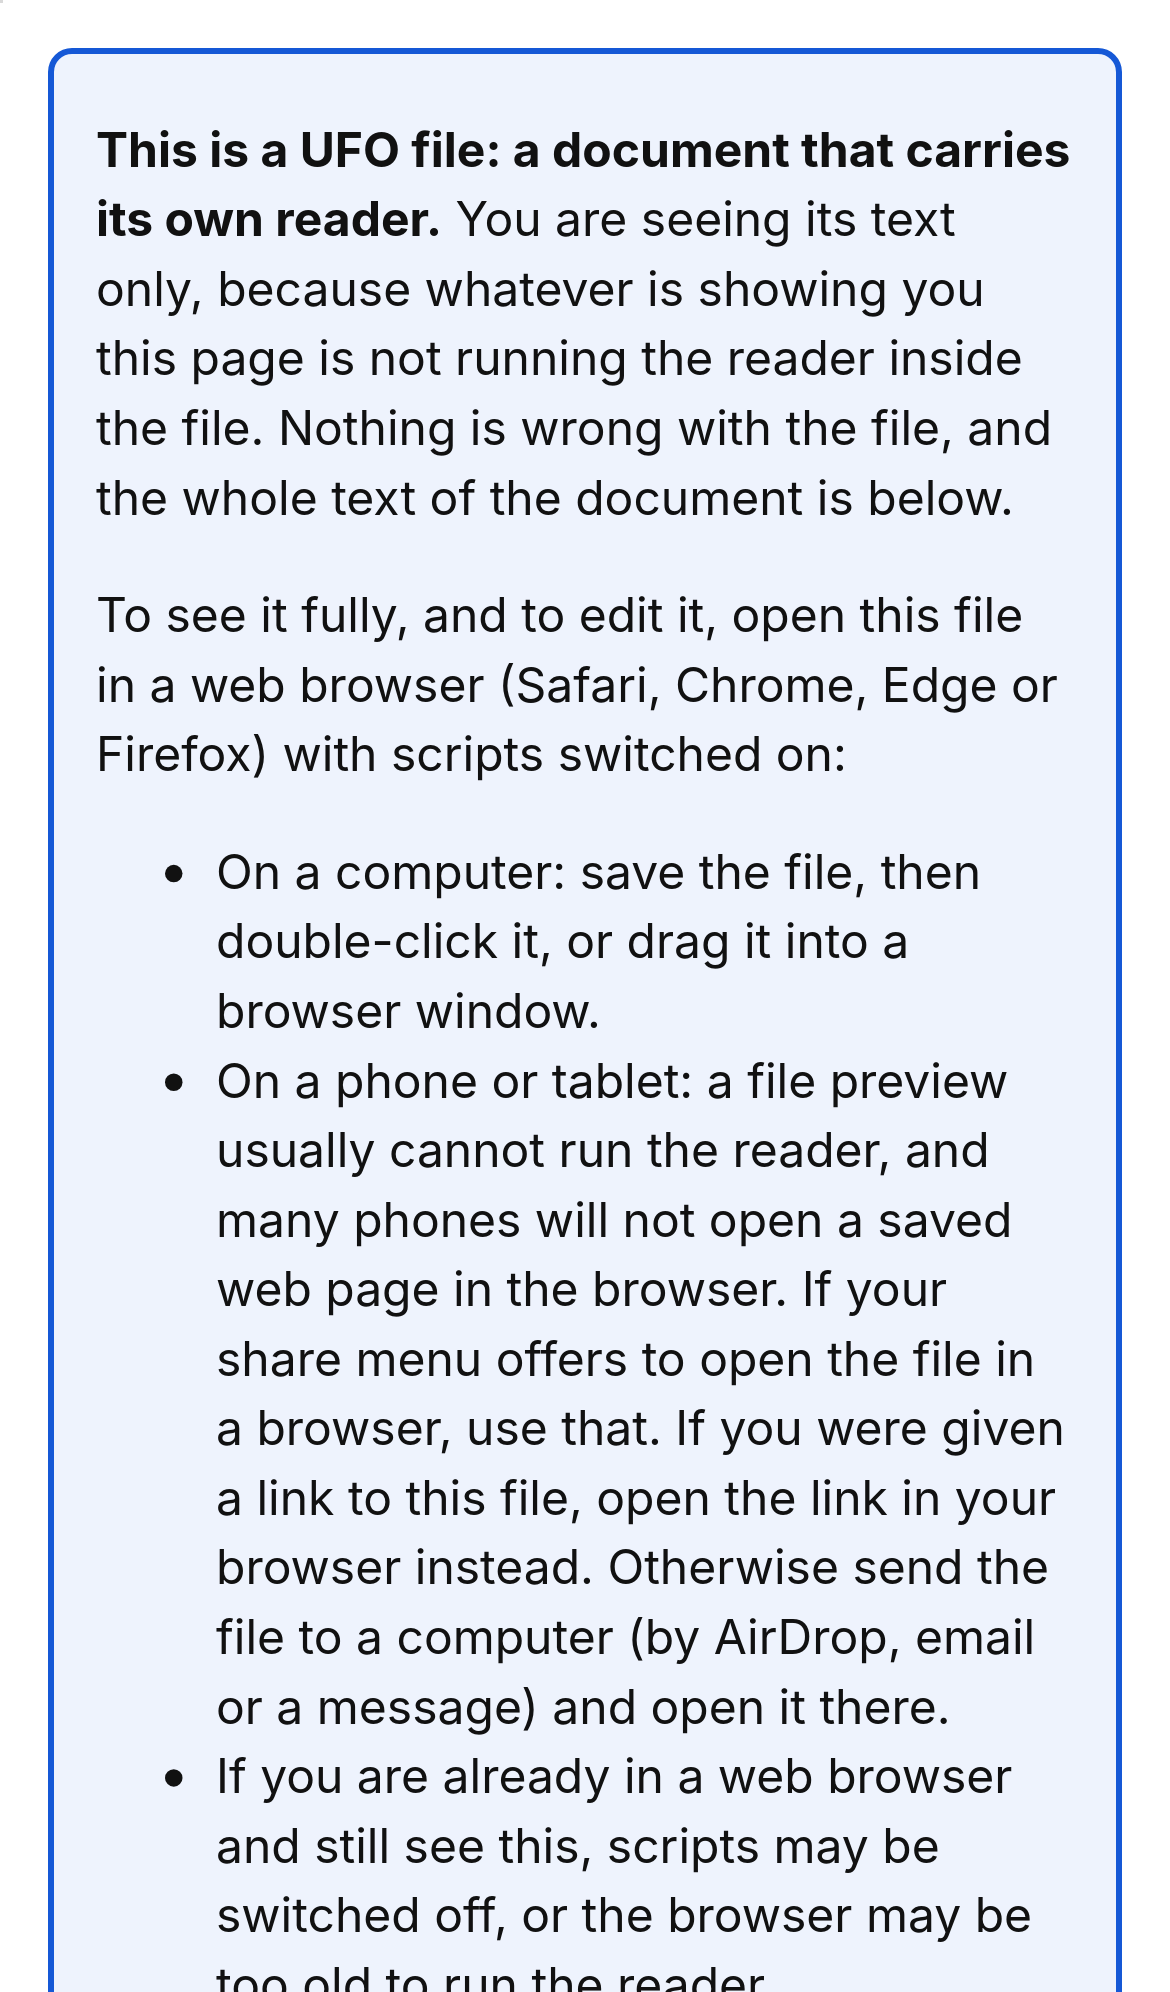 This is a UFO file: a document that carries
its own reader. You are seeing its text
only, because whatever is showing you
this page is not running the reader inside
the file. Nothing is wrong with the file, and
the whole text of the document is below.
To see it fully, and to edit it, open this file
in a web browser (Safari, Chrome, Edge or
Firefox) with scripts switched on:
• On a computer: save the file, then
double-click it, or drag it into a
browser window.
• On a phone or tablet: a file preview
usually cannot run the reader, and
many phones will not open a saved
web page in the browser. If your
share menu offers to open the file in
a browser, use that. If you were given
a link to this file, open the link in your
browser instead. Otherwise send the
file to a computer (by AirDrop, email
or a message) and open it there.
• If you are already in a web browser
and still see this, scripts may be
switched off, or the browser may be
too old to run the reader